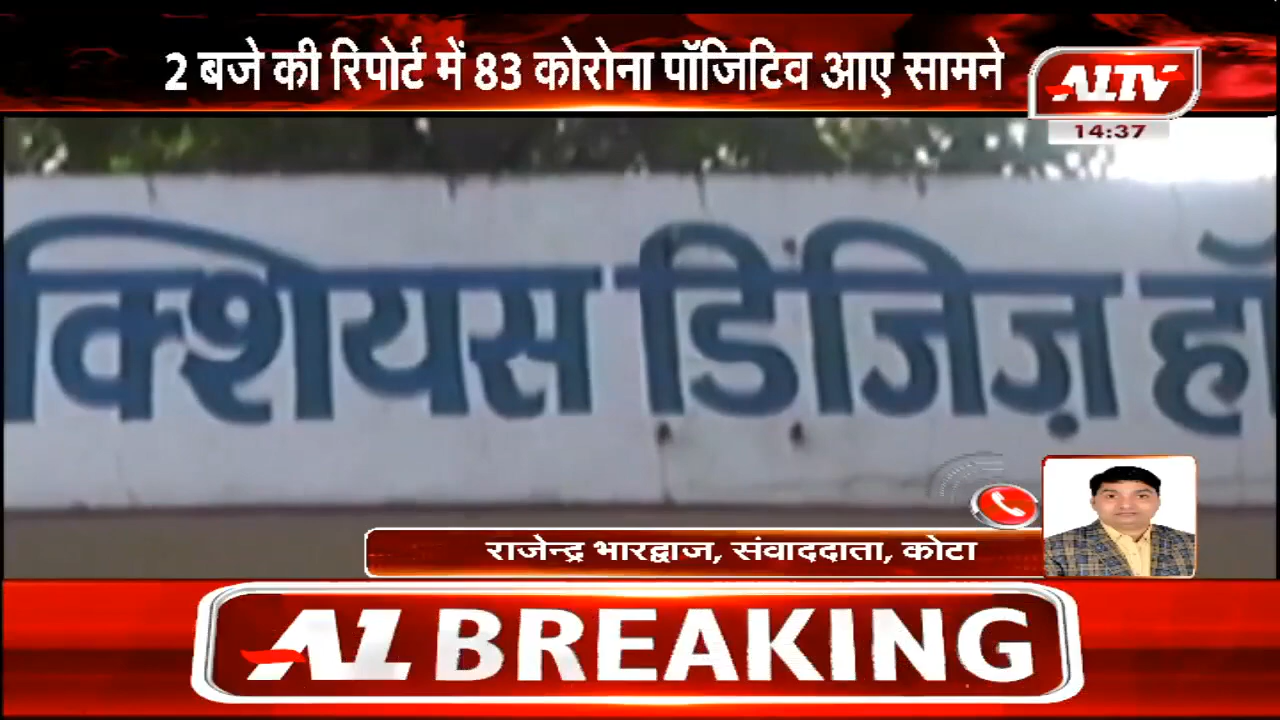 2 बजे की रिपोर्ट में 83 कोरोना पॉजिटिव आए सामने
ALTV
14:37
क्शियस डिजिज़ हॉ
राजेन्द्र भारद्वाज, संवाददाता, कोटा
AL BREAKING